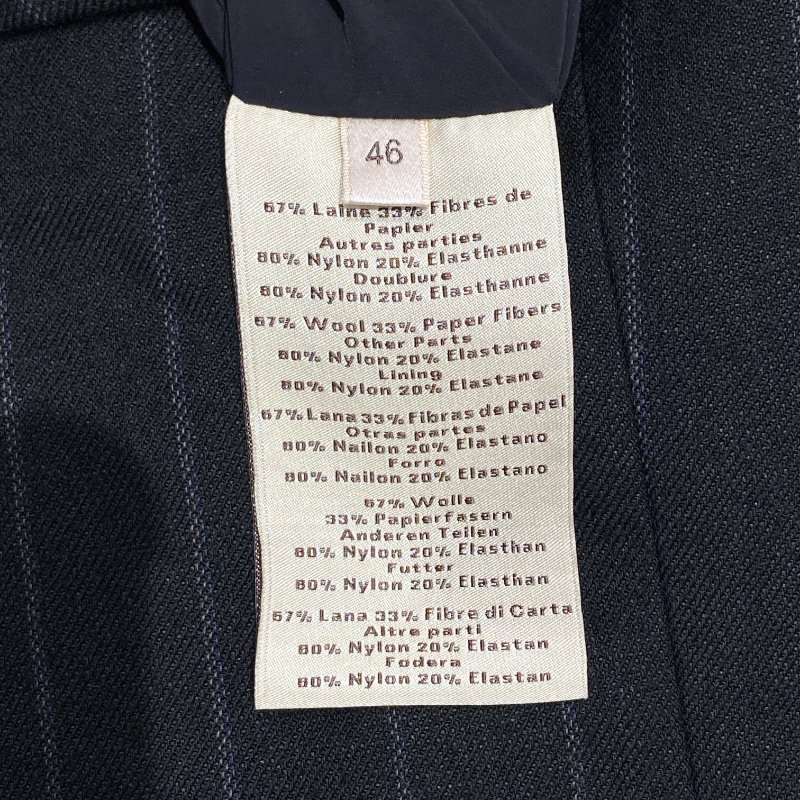 46
67% Laine 33% Fibres de
Papier
Autres parties
80% Nylon 20% Elasthanne
Doublure
80% Nylon 20% Elasthanne
67% Wool 33% Paper Fibers
Other Parts
80% Nylon 20% Elastane
Lining
80% Nylon 20% Elastane
67% Lana 33% Fibras de Papel
Otras partes
80% Nailon 20% Elastano
Forro
80% Nailon 20% Elastano
67% Wolle
33% Papierfasern
Anderen Teilen
80% Nylon 20% Elasthan
Futter
80% Nylon 20% Elasthan
67% Lana 33% Fibre di Carta
Altre parti
80% Nylon 20% Elastan
Fodera
80% Nylon 20% Elastan